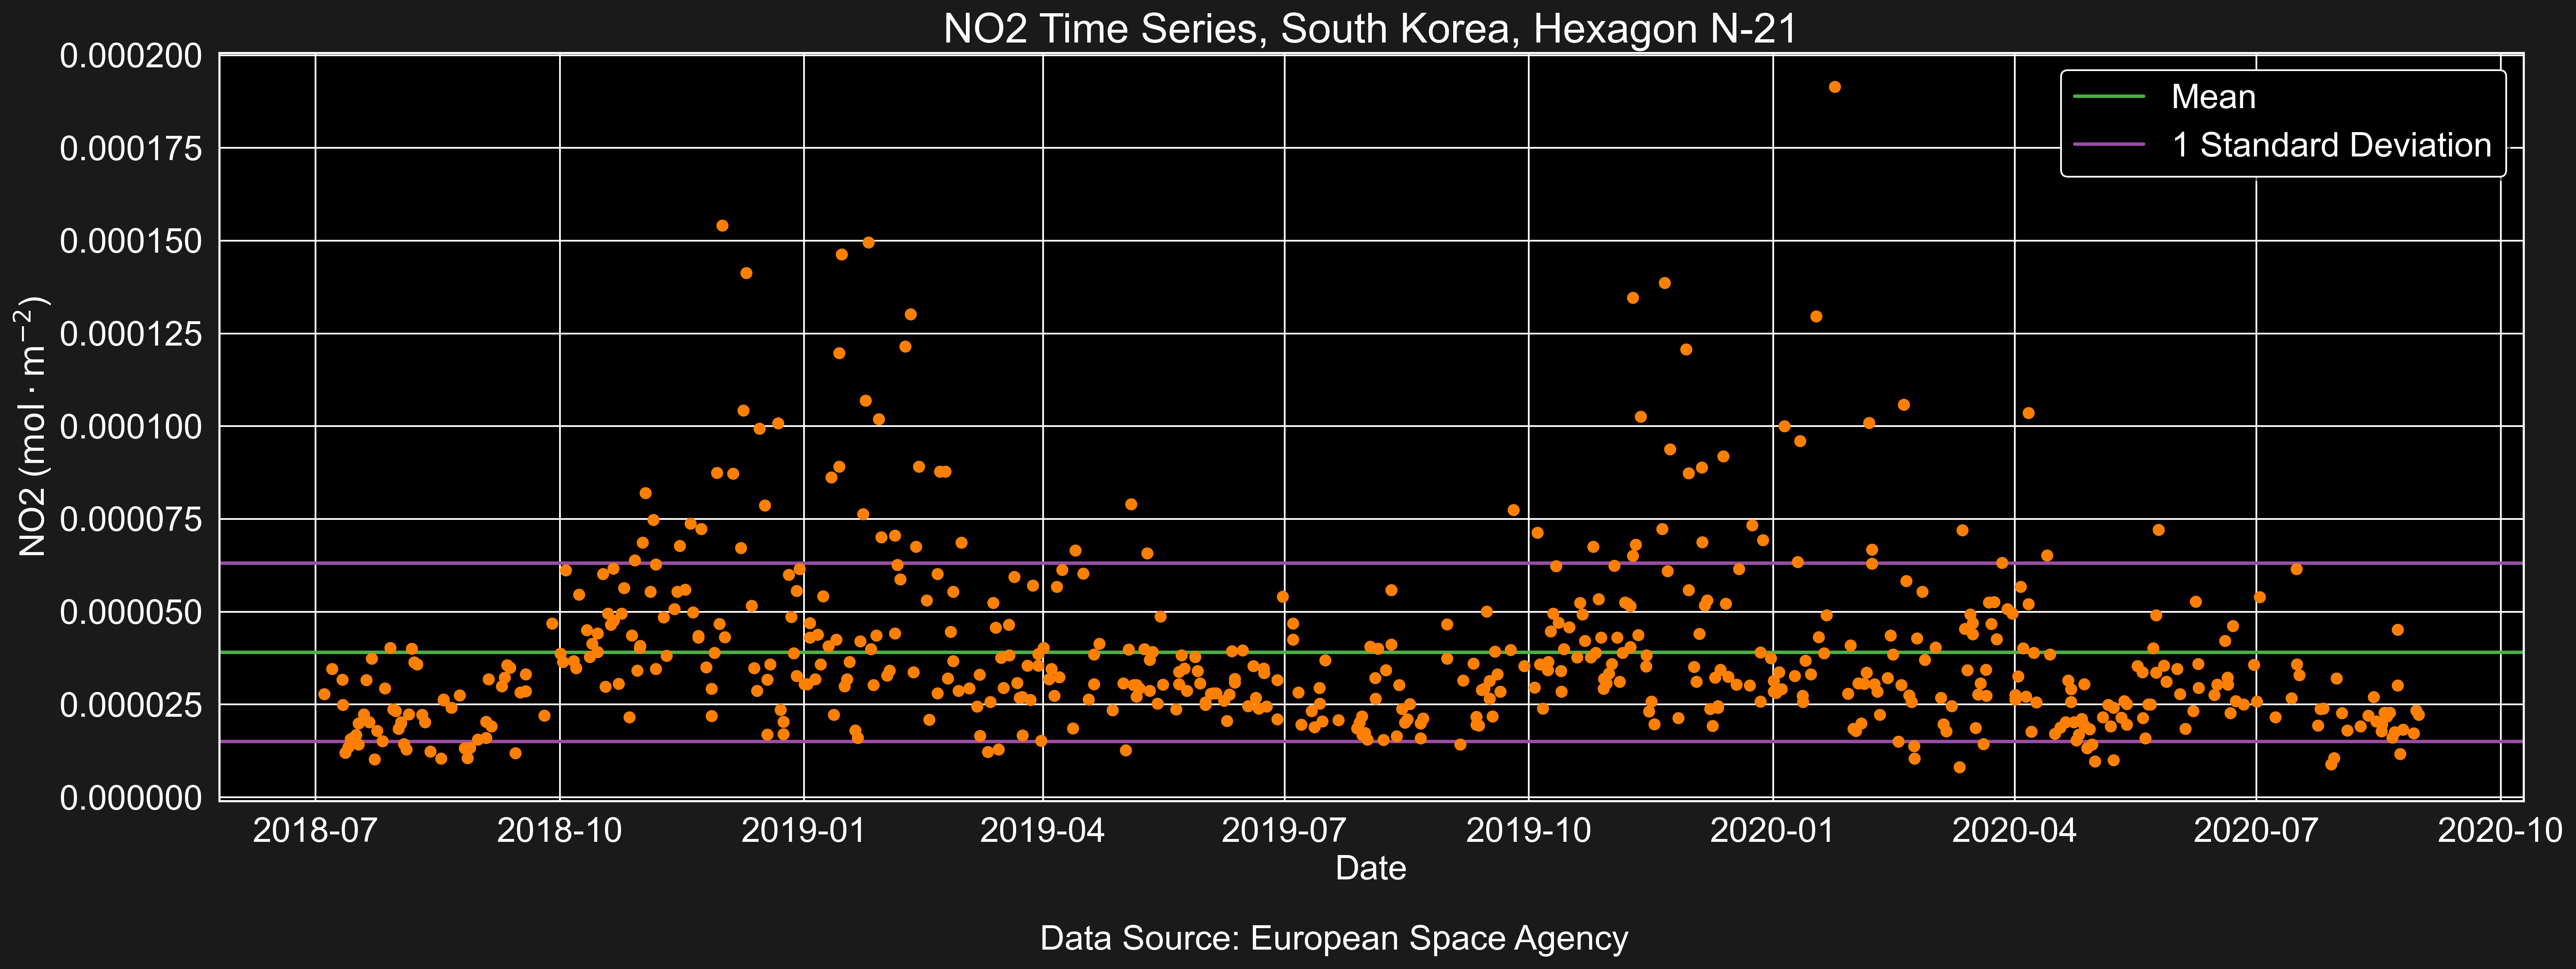 NO2 Time Series, South Korea, Hexagon N-21
0.000200
0.000175
0.000150
0.000125
0.000100
0.000075
0.000050
0.000025
0.000000
NO2 (mol · m⁻²)
Mean
1 Standard Deviation
2018-07 2018-10 2019-01 2019-04 2019-07 2019-10 2020-01 2020-04 2020-07 2020-10
Date
Data Source: European Space Agency